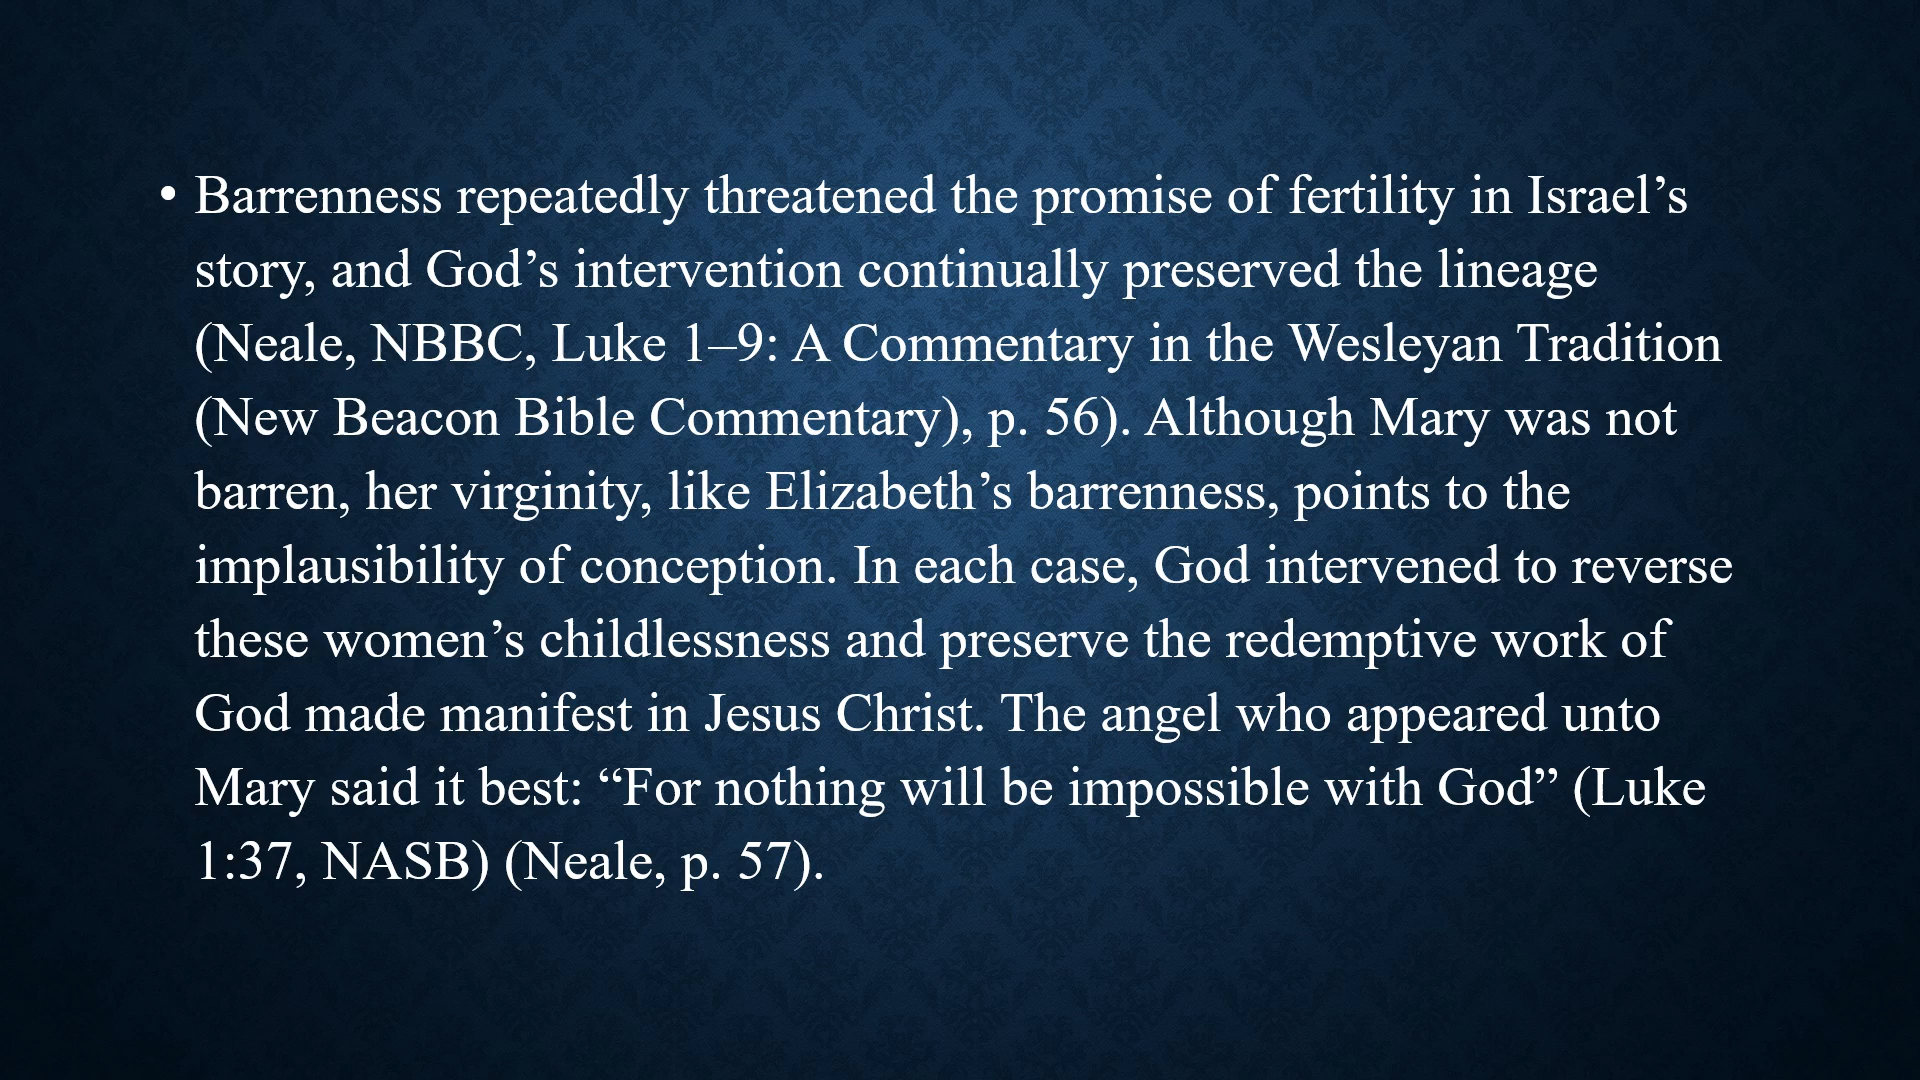 • Barrenness repeatedly threatened the promise of fertility in Israel’s
story, and God’s intervention continually preserved the lineage
(Neale, NBBC, Luke 1–9: A Commentary in the Wesleyan Tradition
(New Beacon Bible Commentary), p. 56). Although Mary was not
barren, her virginity, like Elizabeth’s barrenness, points to the
implausibility of conception. In each case, God intervened to reverse
these women’s childlessness and preserve the redemptive work of
God made manifest in Jesus Christ. The angel who appeared unto
Mary said it best: “For nothing will be impossible with God” (Luke
1:37, NASB) (Neale, p. 57).